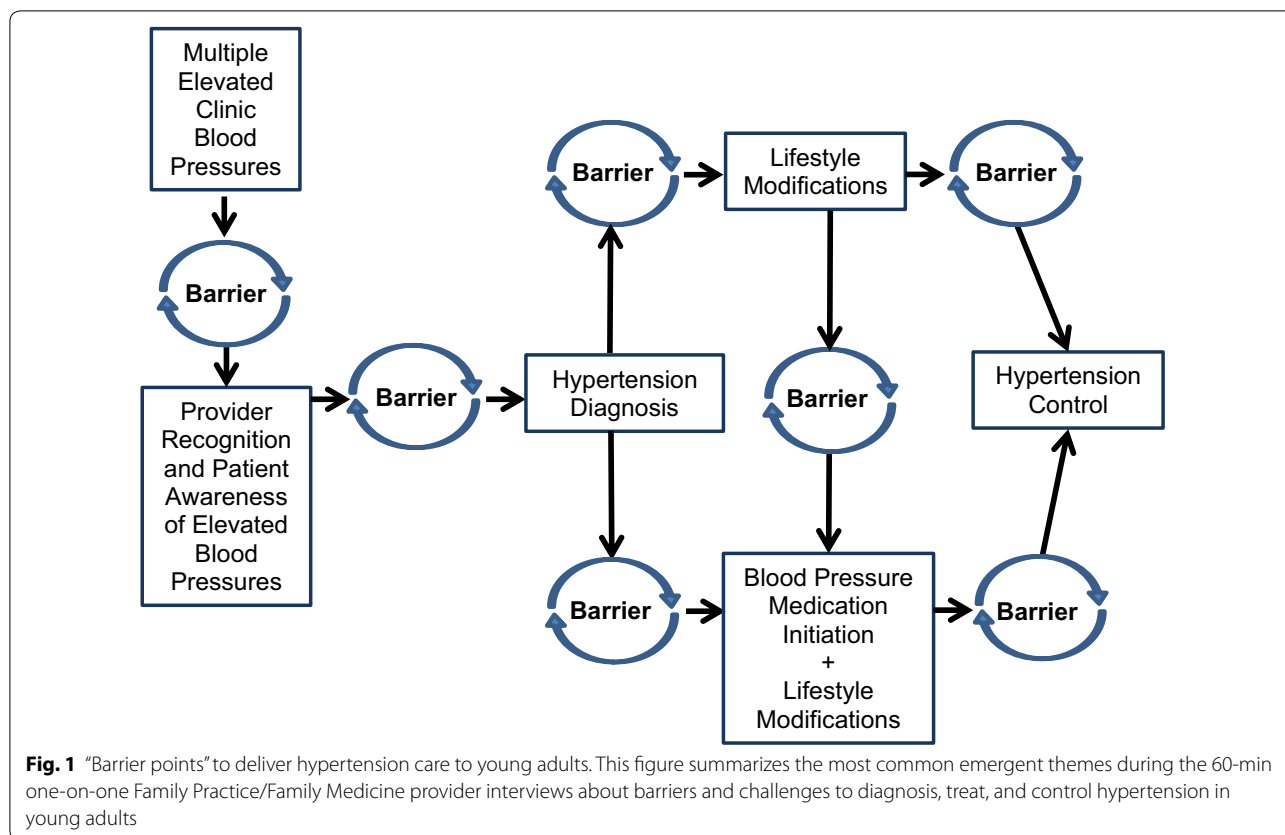 Multiple
Elevated
Clinic
Blood
Pressures
Barrier
Provider
Recognition
and Patient
Awareness
of Elevated
Blood
Pressures
Barrier
Hypertension
Diagnosis
Barrier
Lifestyle
Modifications
Barrier
Barrier
Hypertension
Control
Barrier
Blood Pressure
Medication
Initiation
+
Lifestyle
Modifications
Barrier
Fig. 1 “Barrier points” to deliver hypertension care to young adults. This figure summarizes the most common emergent themes during the 60-min
one-on-one Family Practice/Family Medicine provider interviews about barriers and challenges to diagnosis, treat, and control hypertension in
young adults